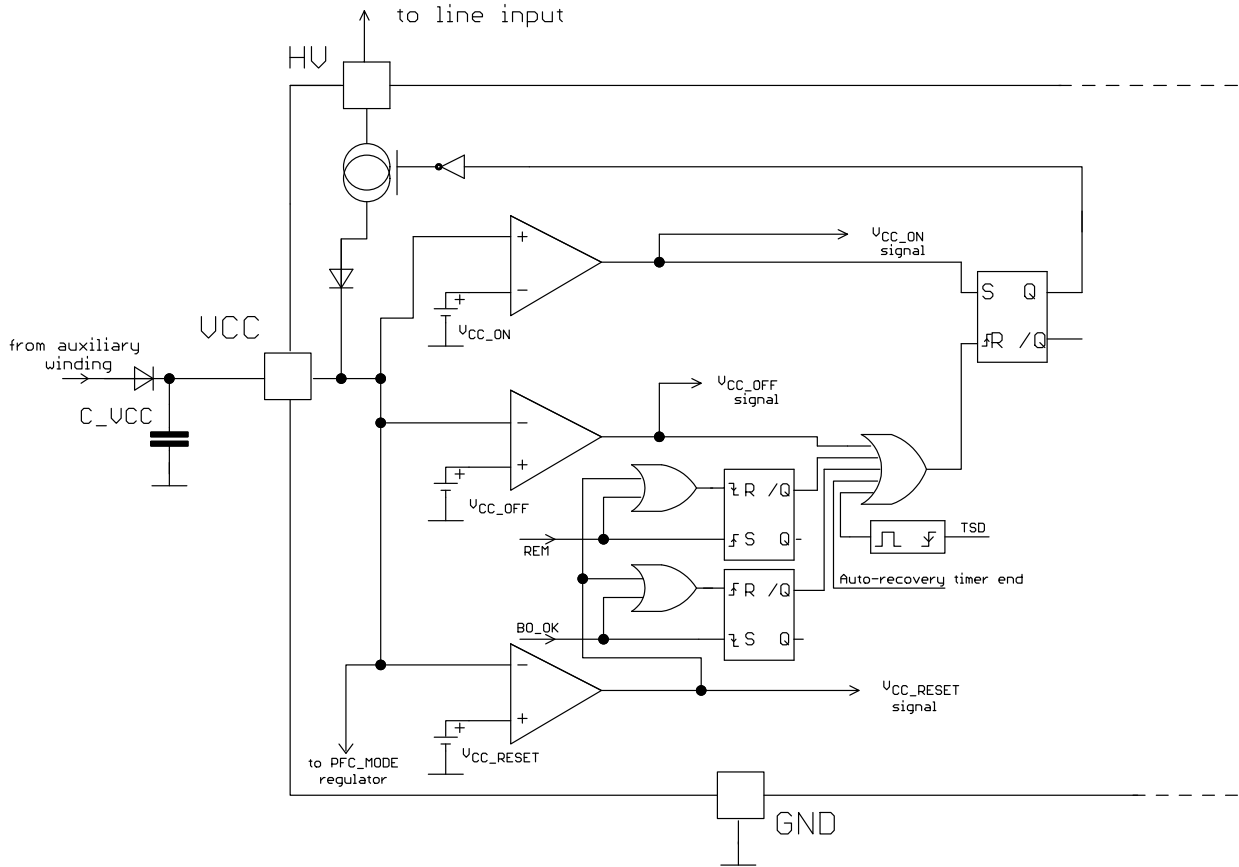 to line input
HV
+
−
VCC_ON
signal
+
VCC_ON
S Q
R /Q
VCC
from auxiliary
winding
C_VCC
VCC_OFF
signal
−
+
+
VCC_OFF
R /Q
S Q
REM
TSD
Auto-recovery timer end
R /Q
S Q
BO_OK
−
+
+
VCC_RESET
VCC_RESET
signal
to PFC_MODE
regulator
GND